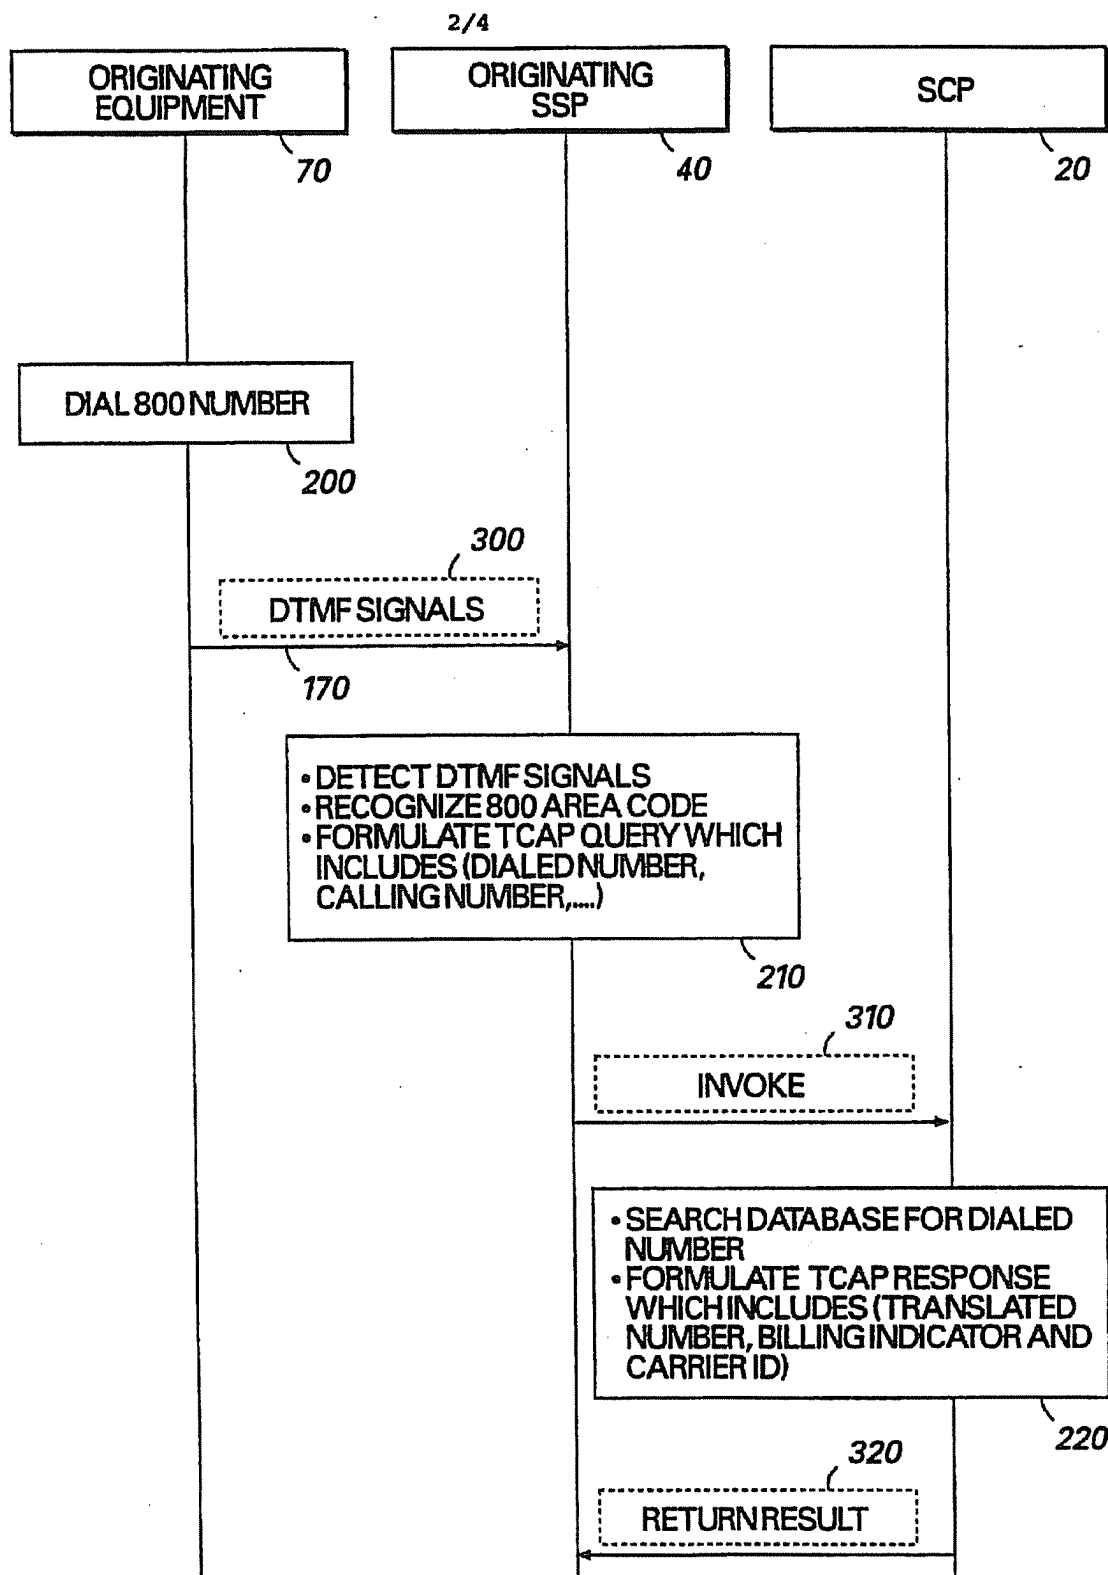 2/4
ORIGINATING
EQUIPMENT
70
ORIGINATING
SSP
40
SCP
20
DIAL 800 NUMBER
200
300
DTMF SIGNALS
170
• DETECT DTMF SIGNALS
• RECOGNIZE 800 AREA CODE
• FORMULATE TCAP QUERY WHICH
INCLUDES (DIALED NUMBER,
CALLING NUMBER,....)
210
310
INVOKE
• SEARCH DATABASE FOR DIALED
NUMBER
• FORMULATE TCAP RESPONSE
WHICH INCLUDES (TRANSLATED
NUMBER, BILLING INDICATOR AND
CARRIER ID)
220
320
RETURN RESULT